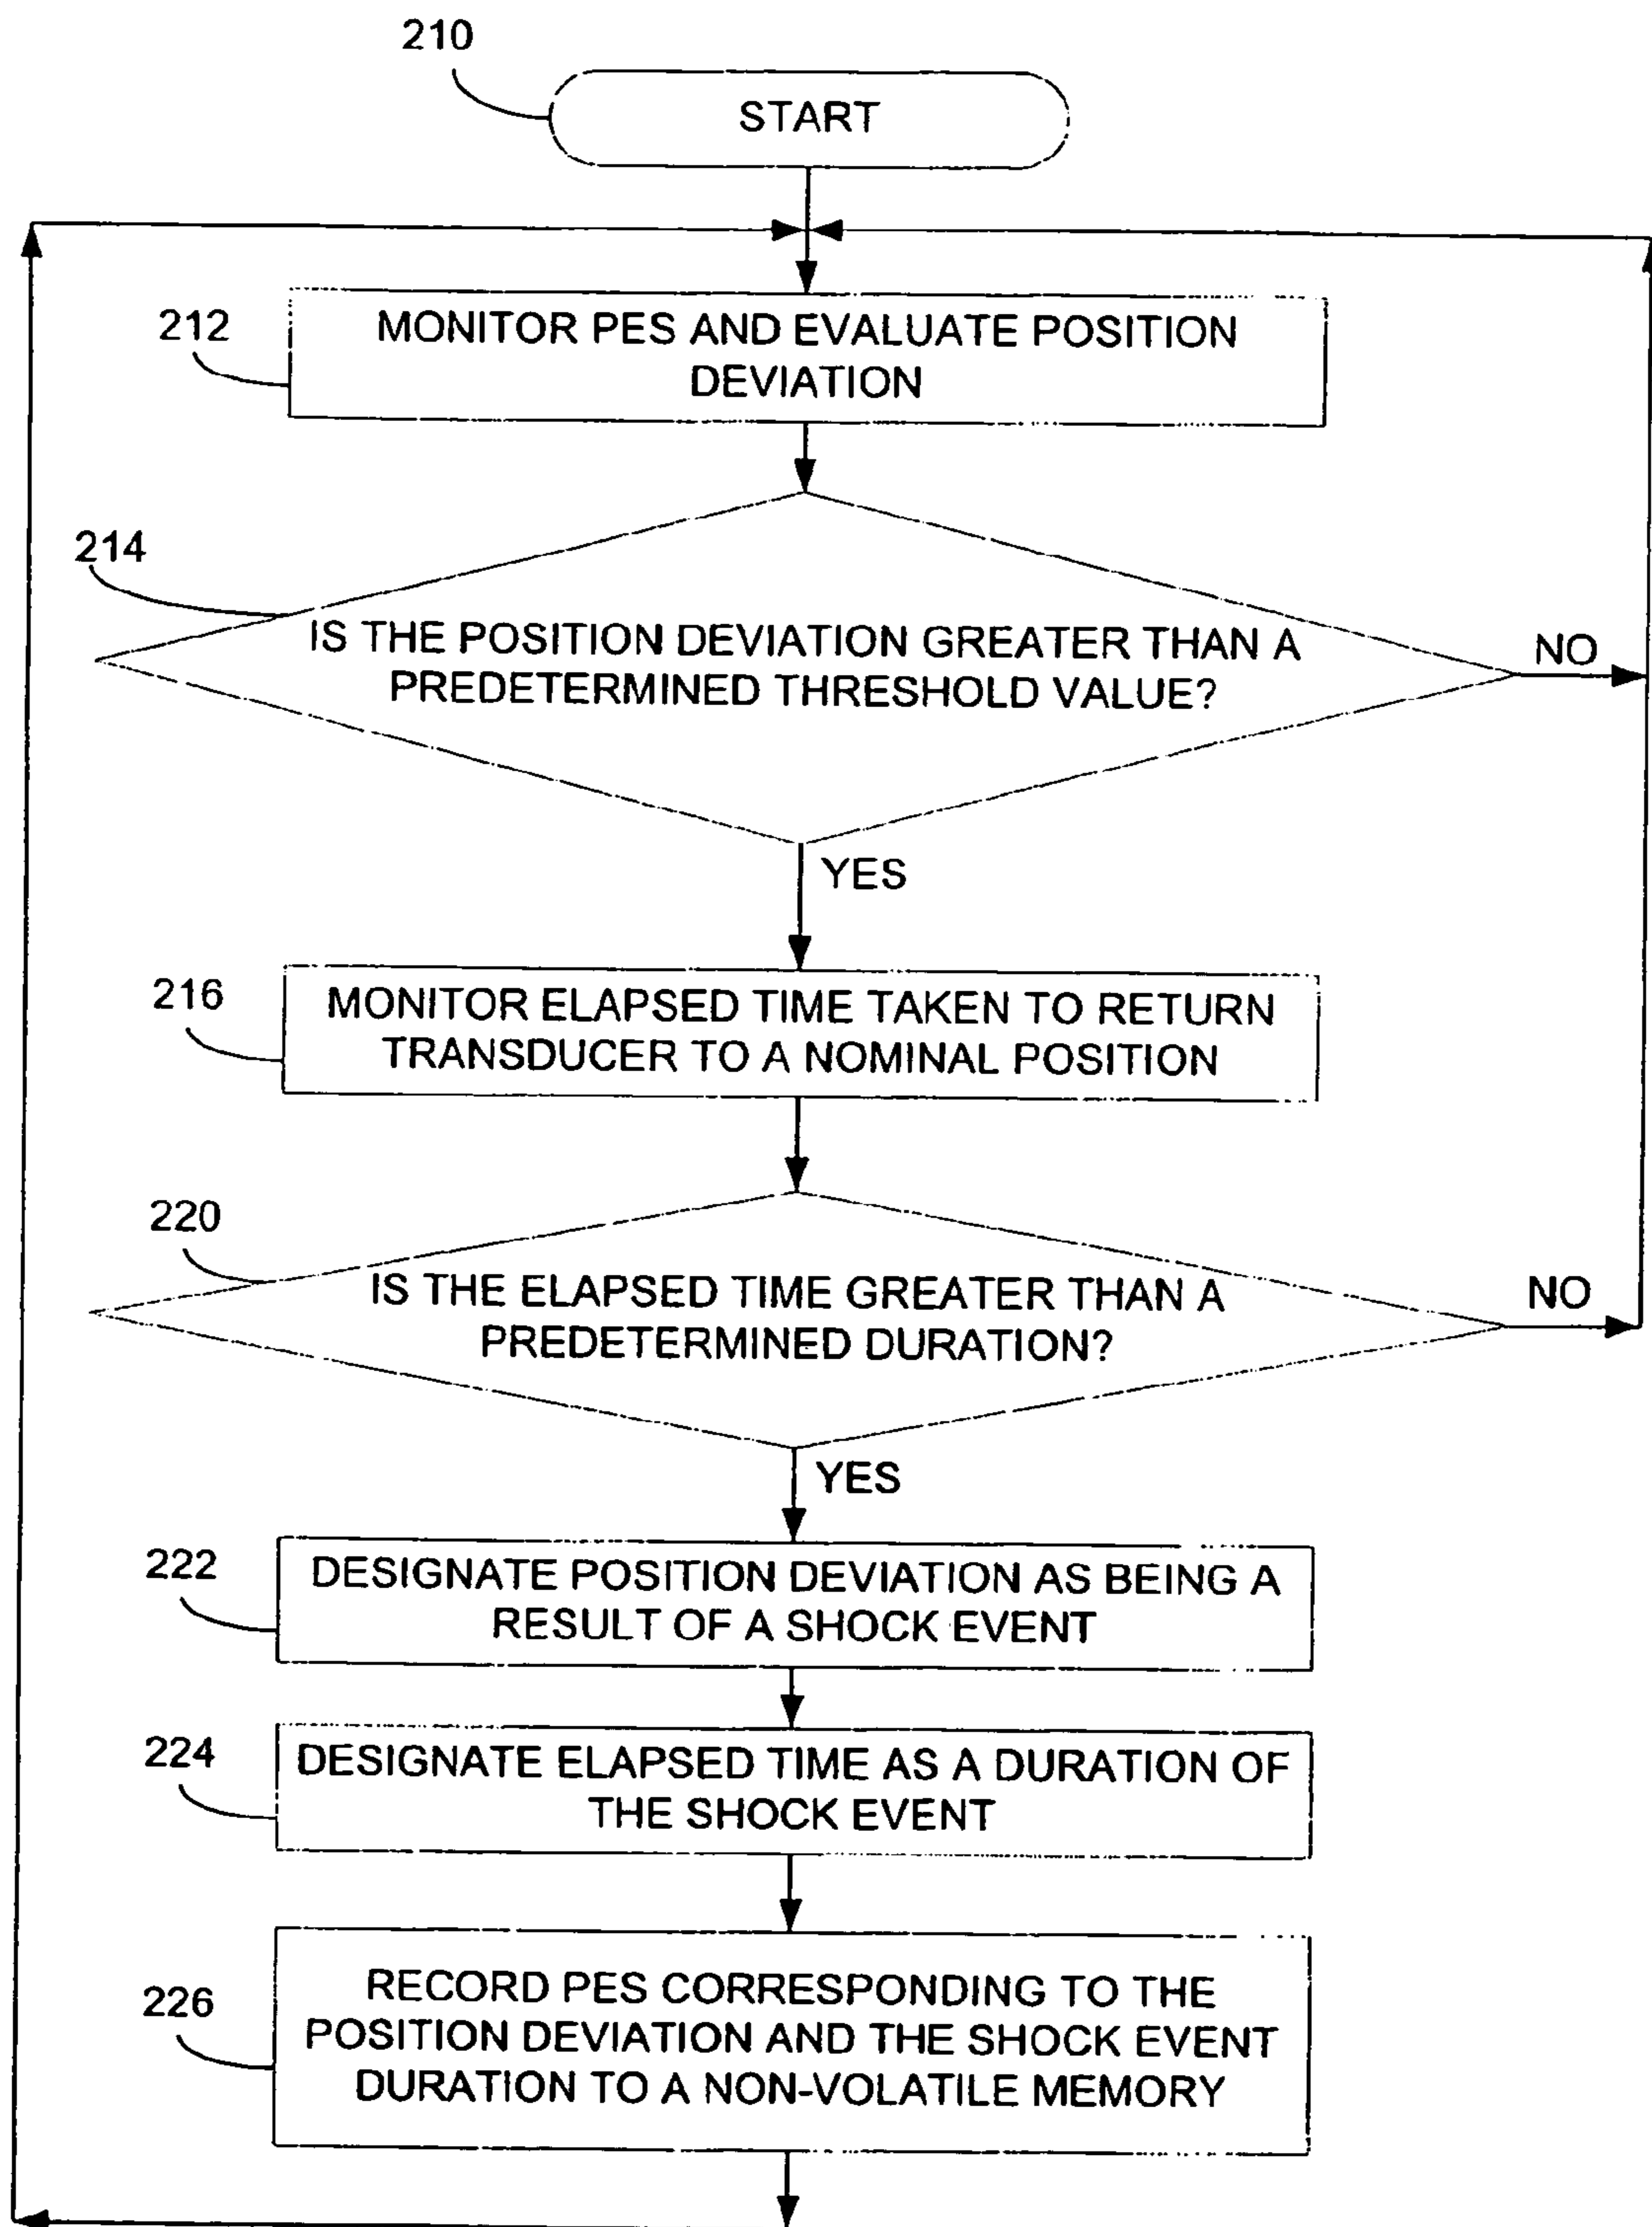 210
START
212
MONITOR PES AND EVALUATE POSITION
DEVIATION
214
IS THE POSITION DEVIATION GREATER THAN A
PREDETERMINED THRESHOLD VALUE?
NO
YES
216
MONITOR ELAPSED TIME TAKEN TO RETURN
TRANSDUCER TO A NOMINAL POSITION
220
IS THE ELAPSED TIME GREATER THAN A
PREDETERMINED DURATION?
NO
YES
222
DESIGNATE POSITION DEVIATION AS BEING A
RESULT OF A SHOCK EVENT
224
DESIGNATE ELAPSED TIME AS A DURATION OF
THE SHOCK EVENT
226
RECORD PES CORRESPONDING TO THE
POSITION DEVIATION AND THE SHOCK EVENT
DURATION TO A NON-VOLATILE MEMORY